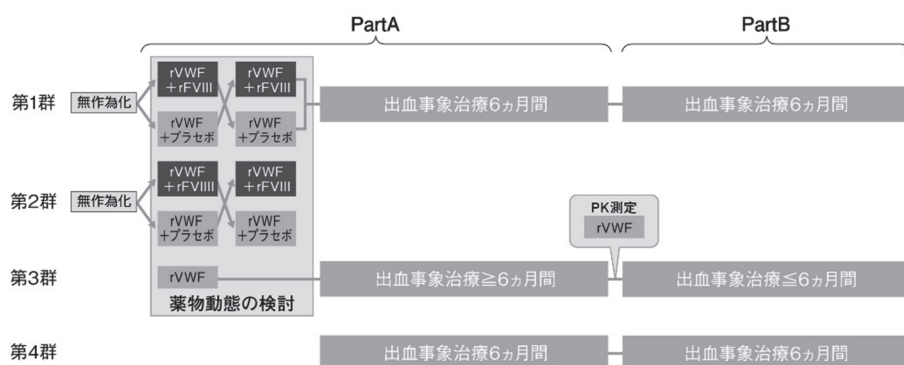 PartA
PartB
第1群
無作為化
rVWF
+rFVIII
rVWF
+rFVIII
rVWF
+プラセボ
rVWF
+プラセボ
出血事象治療6ヵ月間
出血事象治療6ヵ月間
第2群
無作為化
rVWF
+rFVIIII
rVWF
+rFVIII
rVWF
+プラセボ
rVWF
+プラセボ
PK測定
rVWF
第3群
rVWF
出血事象治療≧6ヵ月間
出血事象治療≦6ヵ月間
薬物動態の検討
第4群
出血事象治療6ヵ月間
出血事象治療6ヵ月間